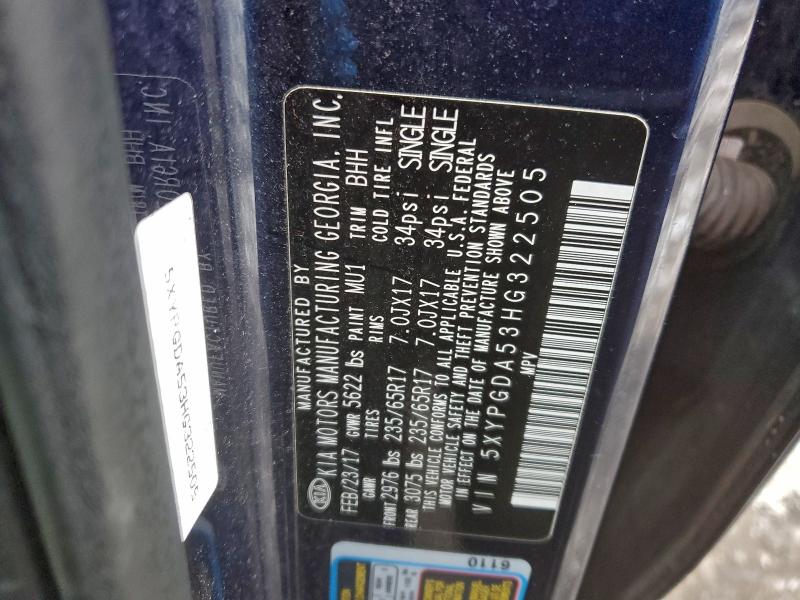 MANUFACTURED BY
KIA KIA MOTORS MANUFACTURING GEORGIA, INC.
FEB/23/17 GVWR 5622 lbs PAINT MU1 TRIM BHH
GAWR TIRES RIMS COLD TIRE INFL
FRONT 2976 lbs 235/65R17 7.0JX17 34psi SINGLE
REAR 3075 lbs 235/65R17 7.0JX17 34psi SINGLE
THIS VEHICLE CONFORMS TO ALL APPLICABLE U.S.A. FEDERAL
MOTOR VEHICLE SAFETY AND THEFT PREVENTION STANDARDS
IN EFFECT ON THE DATE OF MANUFACTURE SHOWN ABOVE
VIN 5XYPGDA53HG322505
MPV
6110